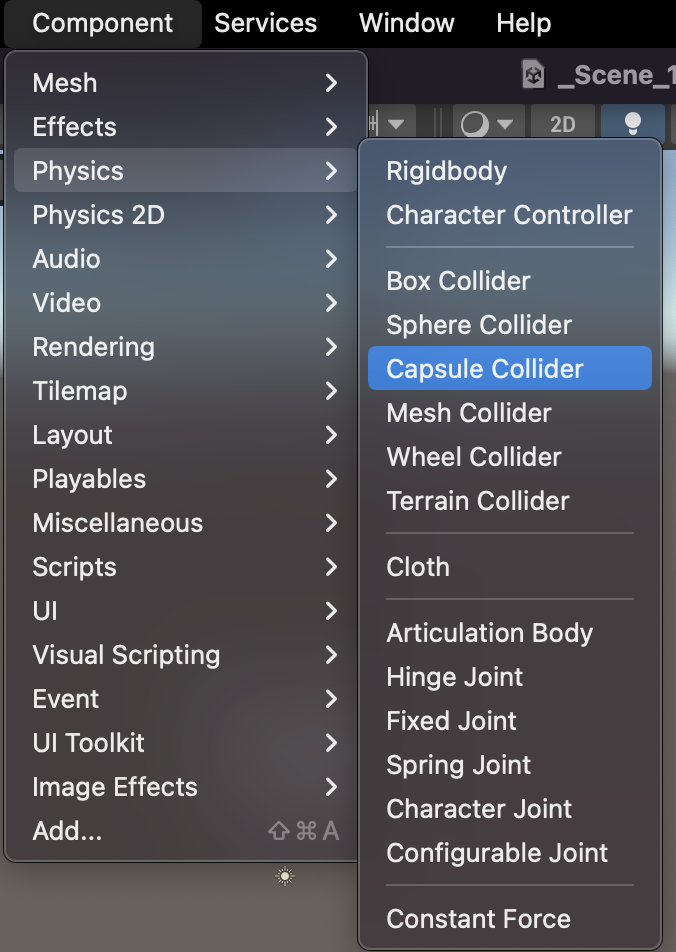 Component Services Window Help
_Scene_1
2D
Mesh
Effects
Physics
Physics 2D
Audio
Video
Rendering
Tilemap
Layout
Playables
Miscellaneous
Scripts
UI
Visual Scripting
Event
UI Toolkit
Image Effects
Add... ⇧⌘A
Rigidbody
Character Controller
Box Collider
Sphere Collider
Capsule Collider
Mesh Collider
Wheel Collider
Terrain Collider
Cloth
Articulation Body
Hinge Joint
Fixed Joint
Spring Joint
Character Joint
Configurable Joint
Constant Force